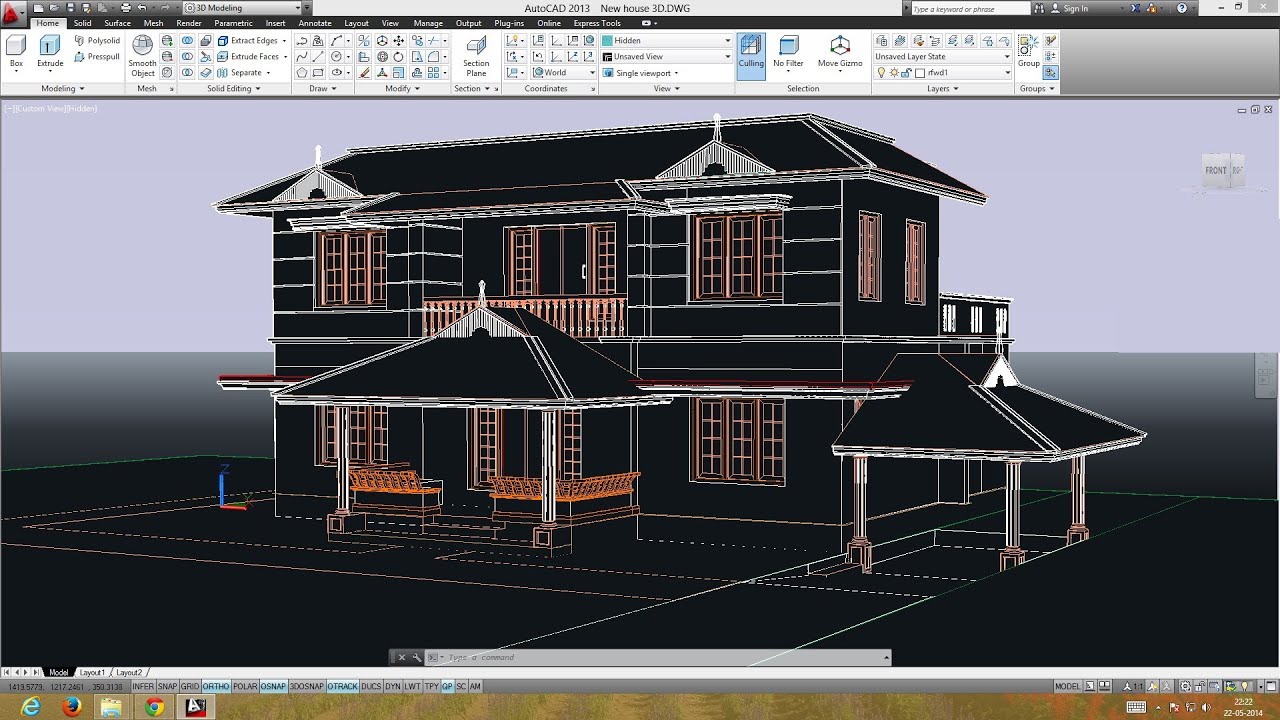 AutoCAD 2013 New house 3D.DWG
3D Modeling
Type a keyword or phrase
Sign In
Home Solid Surface Mesh Render Parametric Insert Annotate Layout View Manage Output Plug-ins Online Express Tools
Polysolid
Presspull
Box
Extrude
Smooth
Object
Extract Edges
Extrude Faces
Separate
Section
Plane
World
Hidden
Unsaved View
Single viewport
Culling
No Filter
Move Gizmo
Unsaved Layer State
rfwd1
Group
Modeling Mesh Solid Editing Draw Modify Section Coordinates View Selection Layers Groups
[−][Custom View][Hidden]
FRONT
Z
Type a command
Model Layout1 Layout2
1413.5779, 1217.2461, 350.3138 INFER SNAP GRID ORTHO POLAR OSNAP 3DOSNAP OTRACK DUCS DYN LWT TPY QP SC AM MODEL 1:1
22:22
22-05-2014